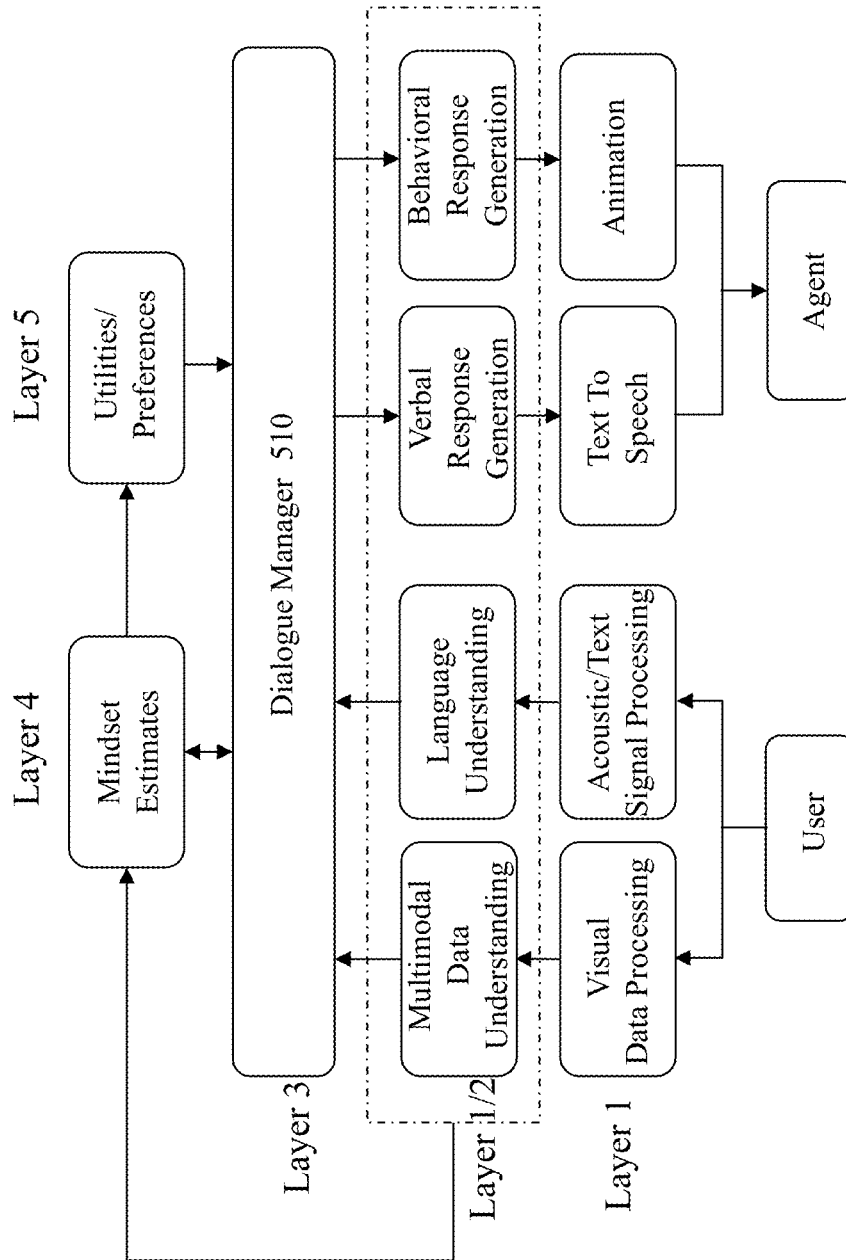 Layer 4
Layer 5
Mindset
Estimates
Utilities/
Preferences
Layer 3
Dialogue Manager 510
Layer 1/2
Multimodal
Data
Understanding
Language
Understanding
Verbal
Response
Generation
Behavioral
Response
Generation
Layer 1
Visual
Data Processing
Acoustic/Text
Signal Processing
Text To
Speech
Animation
User
Agent